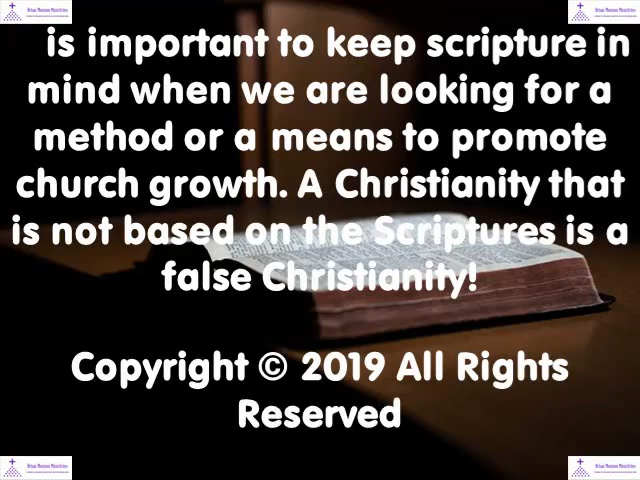 is important to keep scripture in
mind when we are looking for a
method or a means to promote
church growth. A Christianity that
is not based on the Scriptures is a
false Christianity!
Copyright © 2019 All Rights
Reserved